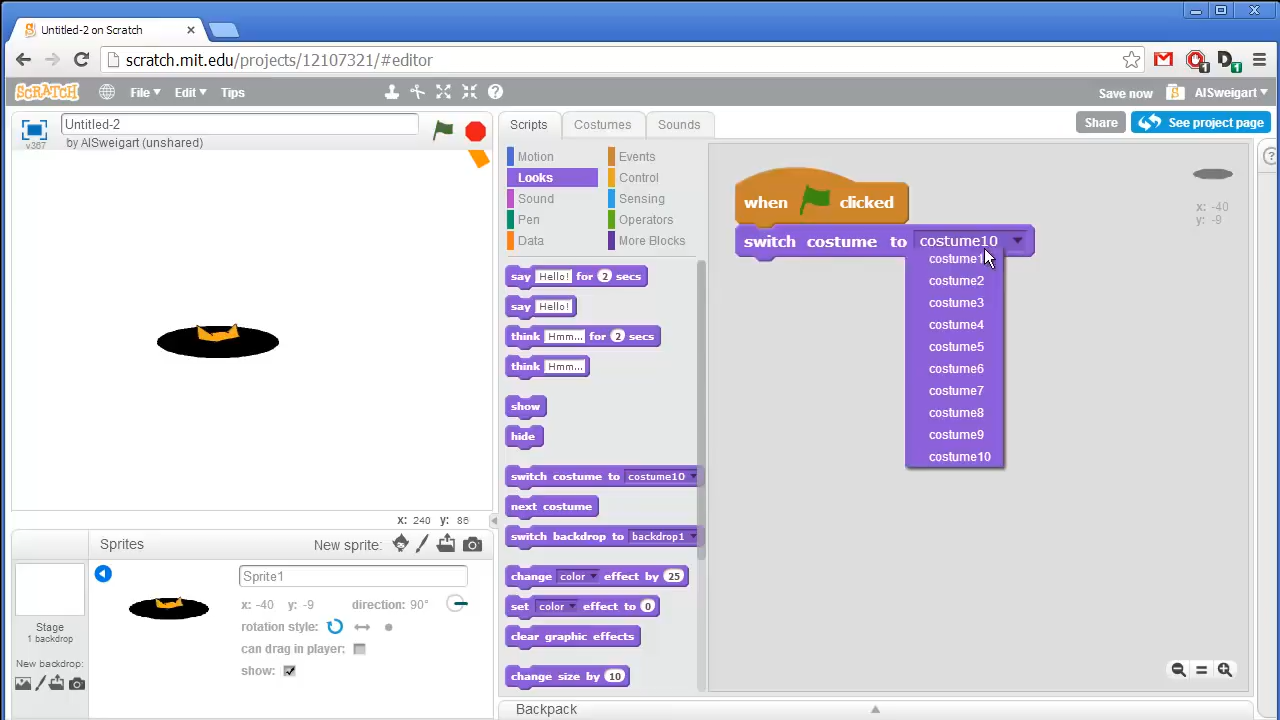 Untitled-2 on Scratch
scratch.mit.edu/projects/12107321/#editor
1
1
SCRATCH
File
Edit
Tips
Save now
AlSweigart
Untitled-2
by AlSweigart (unshared)
v387
Scripts
Costumes
Sounds
Share
See project page
Motion
Looks
Sound
Pen
Data
Events
Control
Sensing
Operators
More Blocks
say Hello! for 2 secs
say Hello!
think Hmm... for 2 secs
think Hmm...
show
hide
switch costume to costume10
next costume
switch backdrop to backdrop1
change color effect by 25
set color effect to 0
clear graphic effects
change size by 10
when clicked
switch costume to costume10
costume1
costume2
costume3
costume4
costume5
costume6
costume7
costume8
costume9
costume10
x: -40
y: -9
x: 240 y: 86
Sprites
New sprite:
Stage
1 backdrop
New backdrop:
Sprite1
x: -40 y: -9 direction: 90°
rotation style:
can drag in player:
show:
Backpack